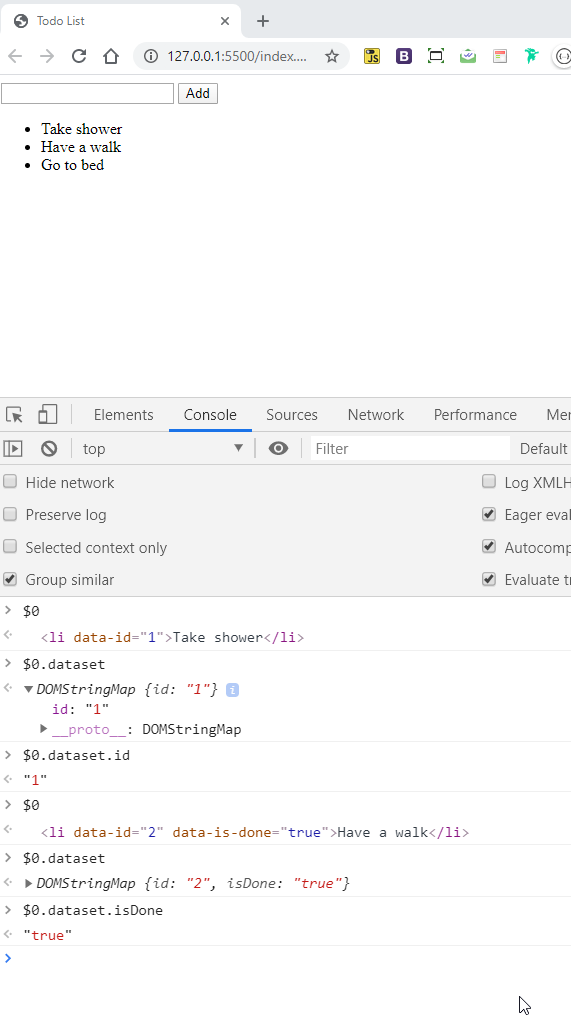 Todo List
127.0.0.1:5500/index....
JS
B
Add
Take shower
Have a walk
Go to bed
Elements Console Sources Network Performance Mer
top Filter Default
Hide network Log XMLH
Preserve log Eager eval
Selected context only Autocomp
Group similar Evaluate tr
$0
<li data-id="1">Take shower</li>
$0.dataset
DOMStringMap {id: "1"} i
id: "1"
__proto__: DOMStringMap
$0.dataset.id
"1"
$0
<li data-id="2" data-is-done="true">Have a walk</li>
$0.dataset
DOMStringMap {id: "2", isDone: "true"}
$0.dataset.isDone
"true"